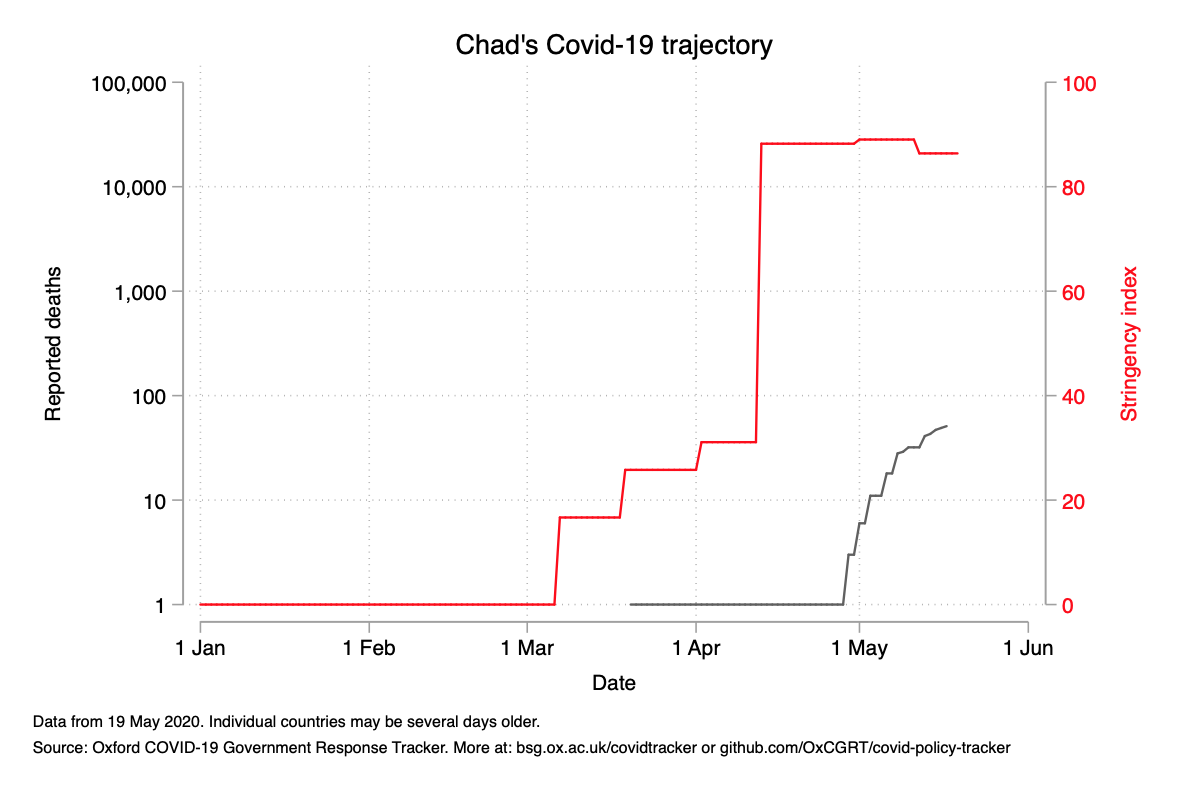 Chad's Covid-19 trajectory
100,000
10,000
1,000
100
10
1
Reported deaths
100
80
60
40
20
0
Stringency index
1 Jan
1 Feb
1 Mar
1 Apr
1 May
1 Jun
Date
Data from 19 May 2020. Individual countries may be several days older.
Source: Oxford COVID-19 Government Response Tracker. More at: bsg.ox.ac.uk/covidtracker or github.com/OxCGRT/covid-policy-tracker